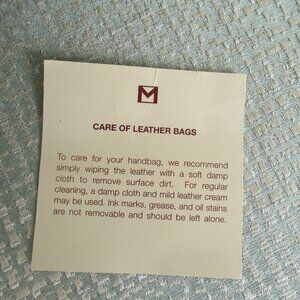 M
CARE OF LEATHER BAGS
To care for your handbag, we recommend
simply wiping the leather with a soft damp
cloth to remove surface dirt. For regular
cleaning, a damp cloth and mild leather cream
may be used. Ink marks, grease, and oil stains
are not removable and should be left alone.